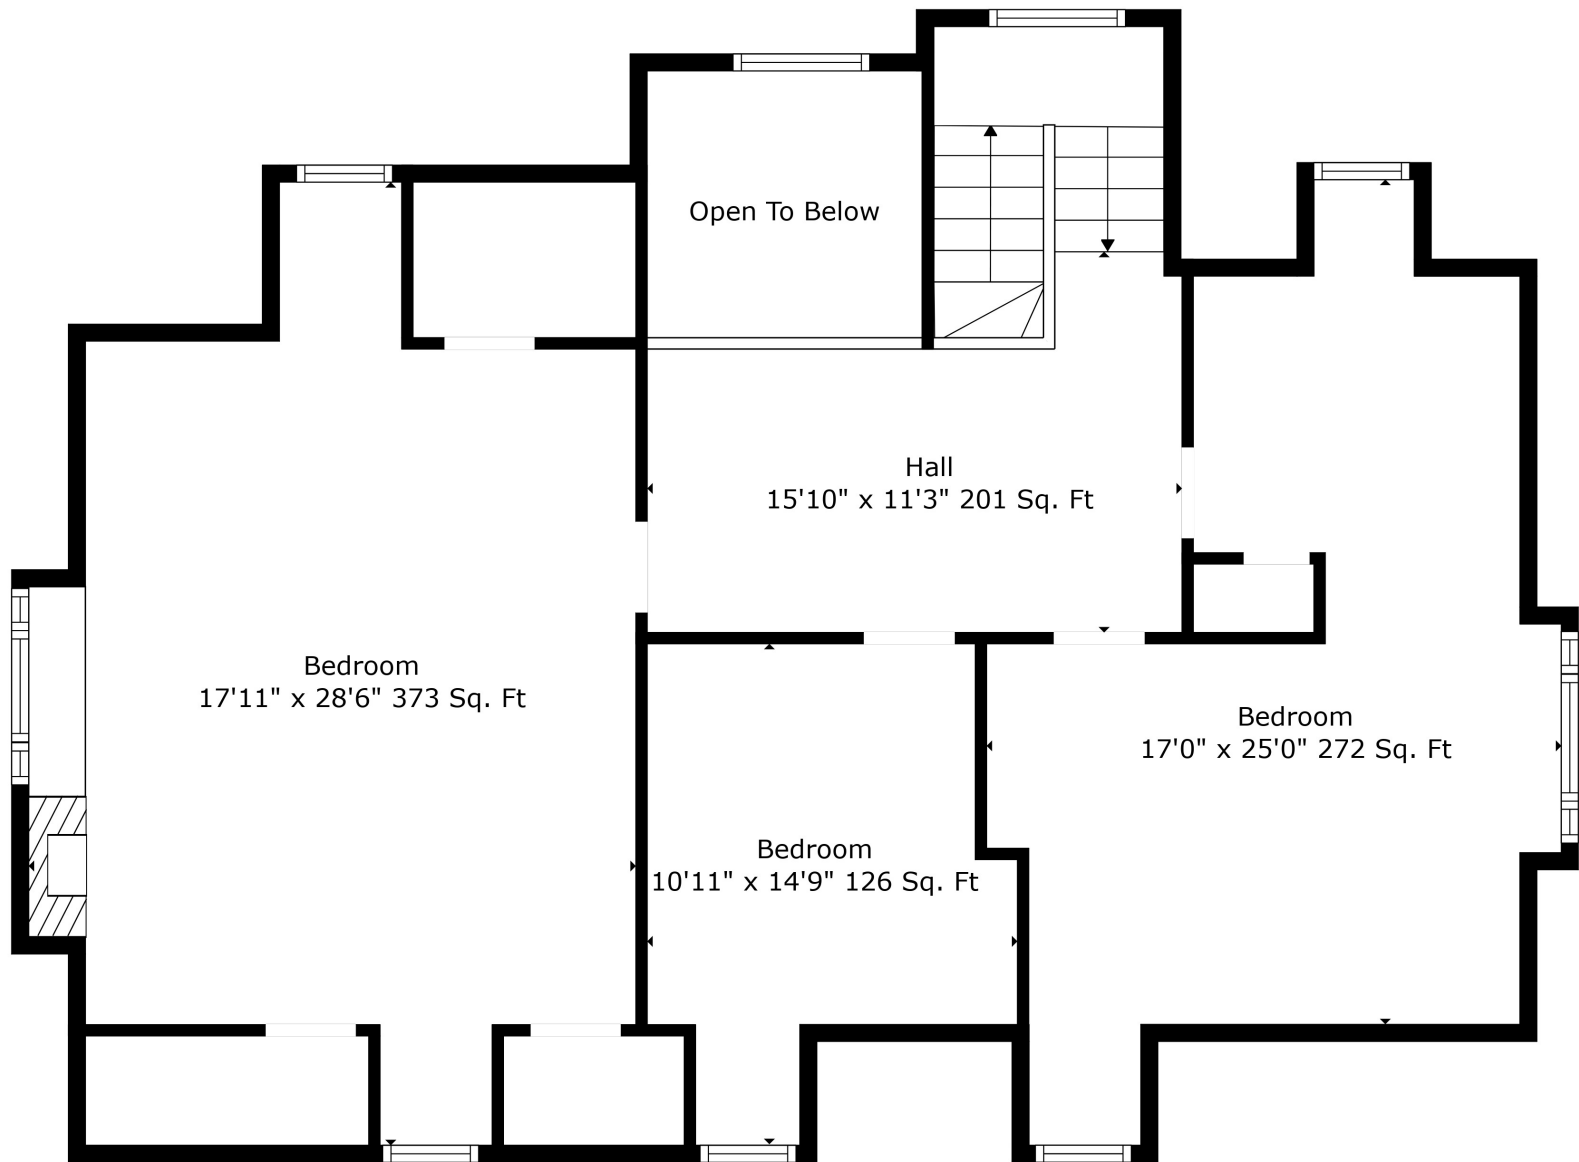 Open To Below
Hall
15'10" x 11'3" 201 Sq. Ft
Bedroom
17'11" x 28'6" 373 Sq. Ft
Bedroom
17'0" x 25'0" 272 Sq. Ft
Bedroom
10'11" x 14'9" 126 Sq. Ft